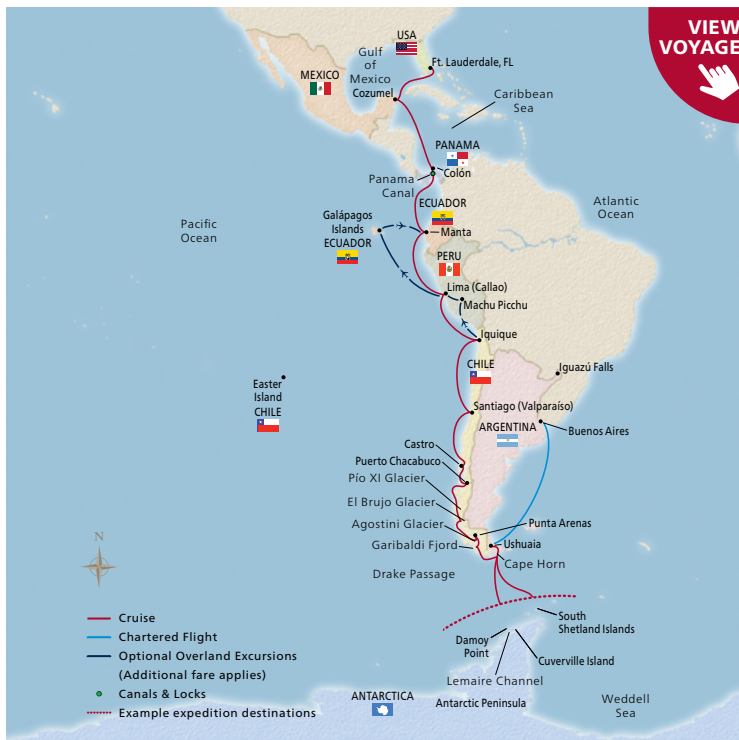 VIEW
VOYAGE
USA
Gulf
of
Mexico
Ft. Lauderdale, FL
MEXICO
Cozumel
Caribbean
Sea
PANAMA
Colón
Panama
Canal
ECUADOR
Atlantic
Ocean
Pacific
Ocean
Galápagos
Islands
ECUADOR
Manta
PERU
Lima (Callao)
Machu Picchu
Iquique
CHILE
Iguazú Falls
Easter
Island
CHILE
Santiago (Valparaíso)
ARGENTINA
Buenos Aires
Castro
Puerto Chacabuco
Pío XI Glacier
El Brujo Glacier
Agostini Glacier
Punta Arenas
Garibaldi Fjord
Ushuaia
Cape Horn
Drake Passage
N
South
Shetland Islands
Damoy
Point
Cuverville Island
Lemaire Channel
Antarctic Peninsula
ANTARCTICA
Weddell
Sea
Cruise
Chartered Flight
Optional Overland Excursions
(Additional fare applies)
Canals & Locks
Example expedition destinations